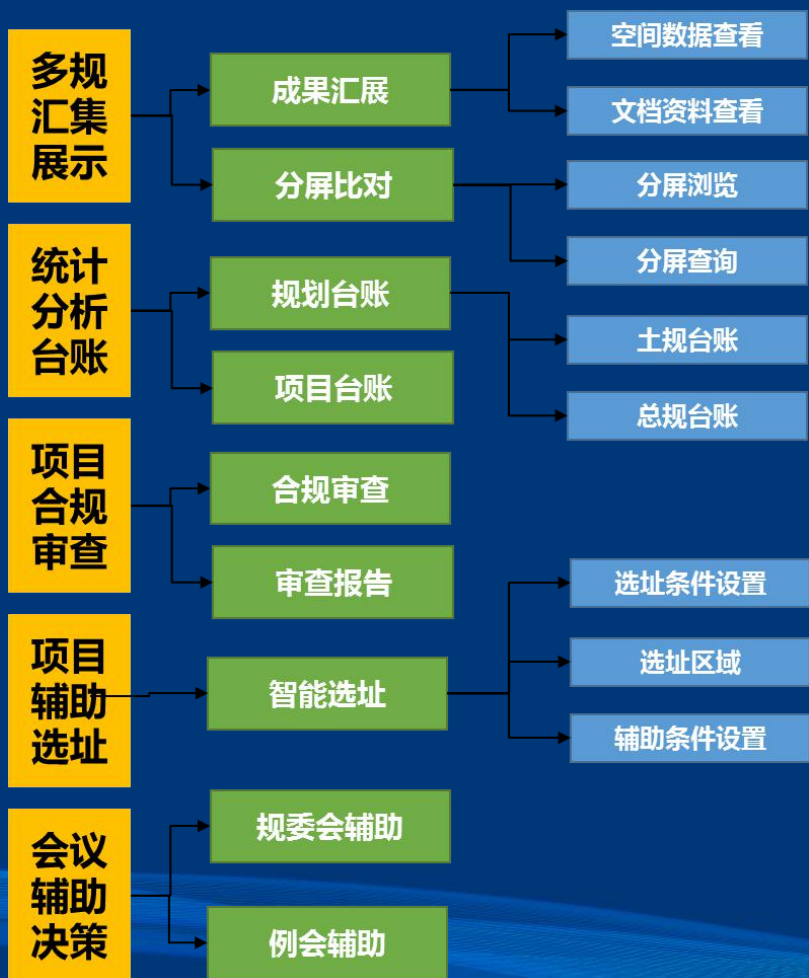 多规
汇集
展示
成果汇展
空间数据查看
文档资料查看
分屏比对
分屏浏览
分屏查询
统计
分析
台账
规划台账
土规台账
总规台账
项目台账
项目
合规
审查
合规审查
审查报告
项目
辅助
选址
智能选址
选址条件设置
选址区域
辅助条件设置
会议
辅助
决策
规委会辅助
例会辅助